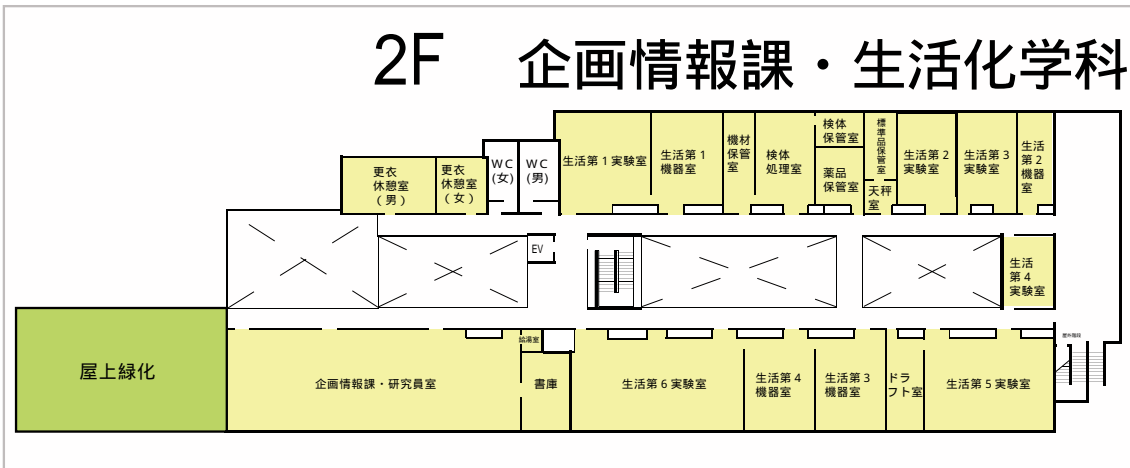 2F 企画情報課・生活化学科
更衣
休憩室
(男)
更衣
休憩室
(女)
WC
(女)
WC
(男)
生活第1実験室
生活第1
機器室
機材
保管
室
検体
処理室
検体
保管室
薬品
保管室
標準品保管室
天秤
室
生活第2
実験室
生活第3
実験室
生活
第2
機器
室
EV
生活
第4
実験室
屋上緑化
企画情報課・研究員室
給湯室
書庫
生活第6実験室
生活第4
機器室
生活第3
機器室
ドラ
フト室
生活第5実験室
屋外階段